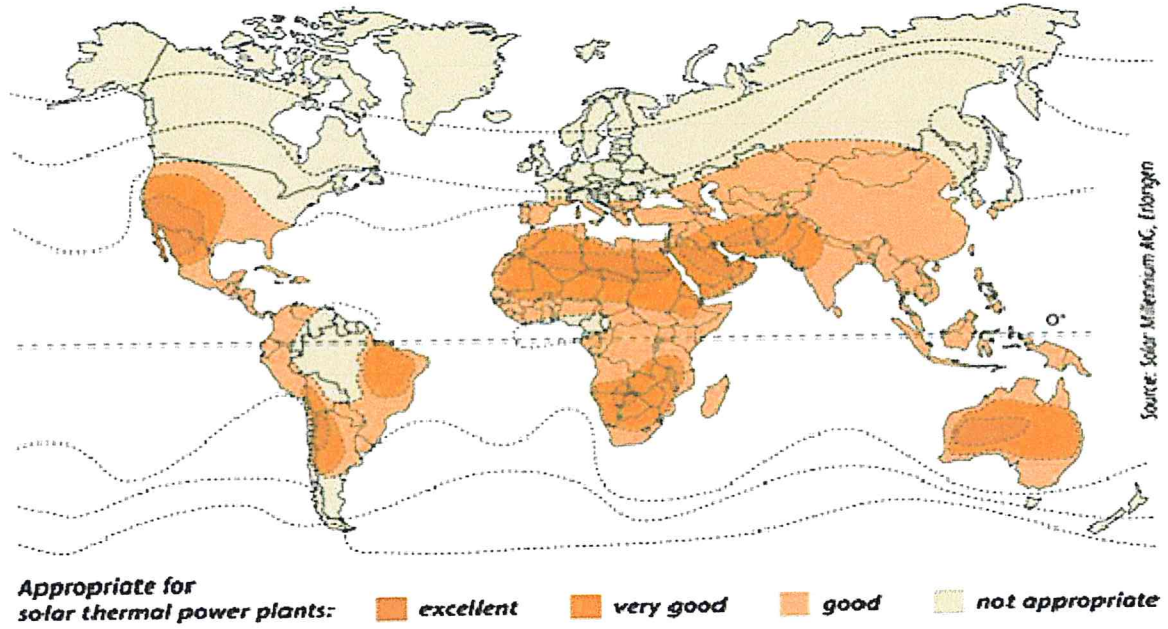 Source: Solar Millennium AG, Erlangen
0°
Appropriate for
solar thermal power plants: excellent very good good not appropriate